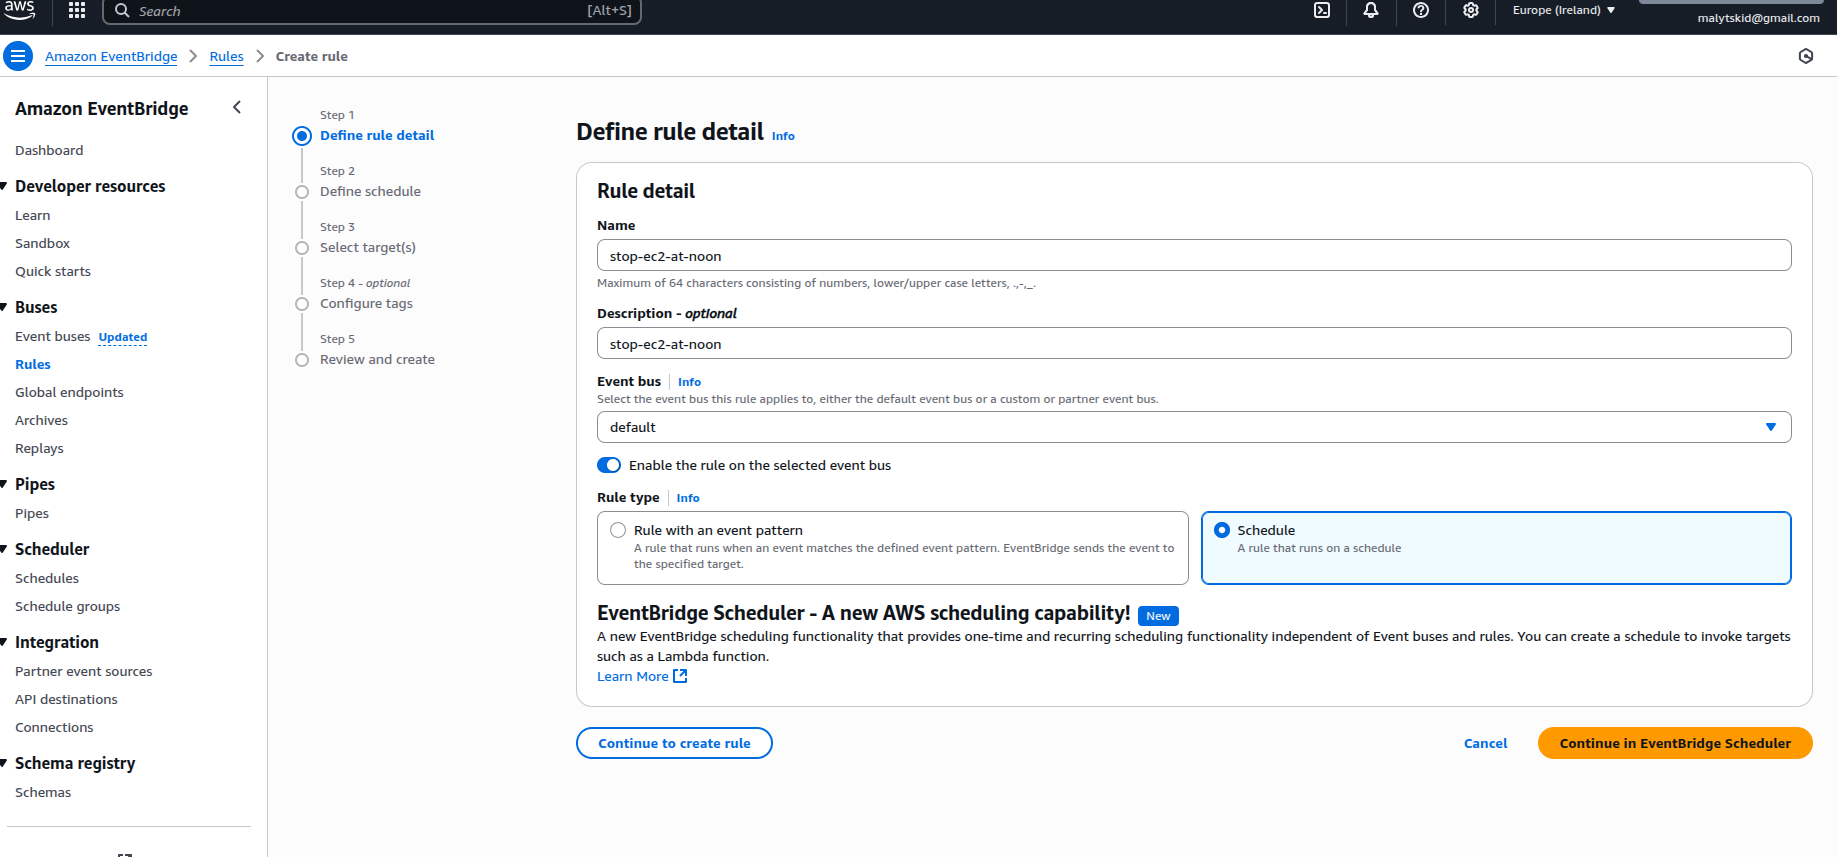 aws
Search
[Alt+S]
Europe (Ireland)
malytskid@gmail.com
Amazon EventBridge
Rules
Create rule
Amazon EventBridge
Dashboard
Developer resources
Learn
Sandbox
Quick starts
Buses
Event buses Updated
Rules
Global endpoints
Archives
Replays
Pipes
Pipes
Scheduler
Schedules
Schedule groups
Integration
Partner event sources
API destinations
Connections
Schema registry
Schemas
Step 1
Define rule detail
Step 2
Define schedule
Step 3
Select target(s)
Step 4 - optional
Configure tags
Step 5
Review and create
Define rule detail Info
Rule detail
Name
stop-ec2-at-noon
Maximum of 64 characters consisting of numbers, lower/upper case letters, .,-,_.
Description - optional
stop-ec2-at-noon
Event bus Info
Select the event bus this rule applies to, either the default event bus or a custom or partner event bus.
default
Enable the rule on the selected event bus
Rule type Info
Rule with an event pattern
A rule that runs when an event matches the defined event pattern. EventBridge sends the event to
the specified target.
Schedule
A rule that runs on a schedule
EventBridge Scheduler - A new AWS scheduling capability! New
A new EventBridge scheduling functionality that provides one-time and recurring scheduling functionality independent of Event buses and rules. You can create a schedule to invoke targets
such as a Lambda function.
Learn More
Continue to create rule
Cancel
Continue in EventBridge Scheduler